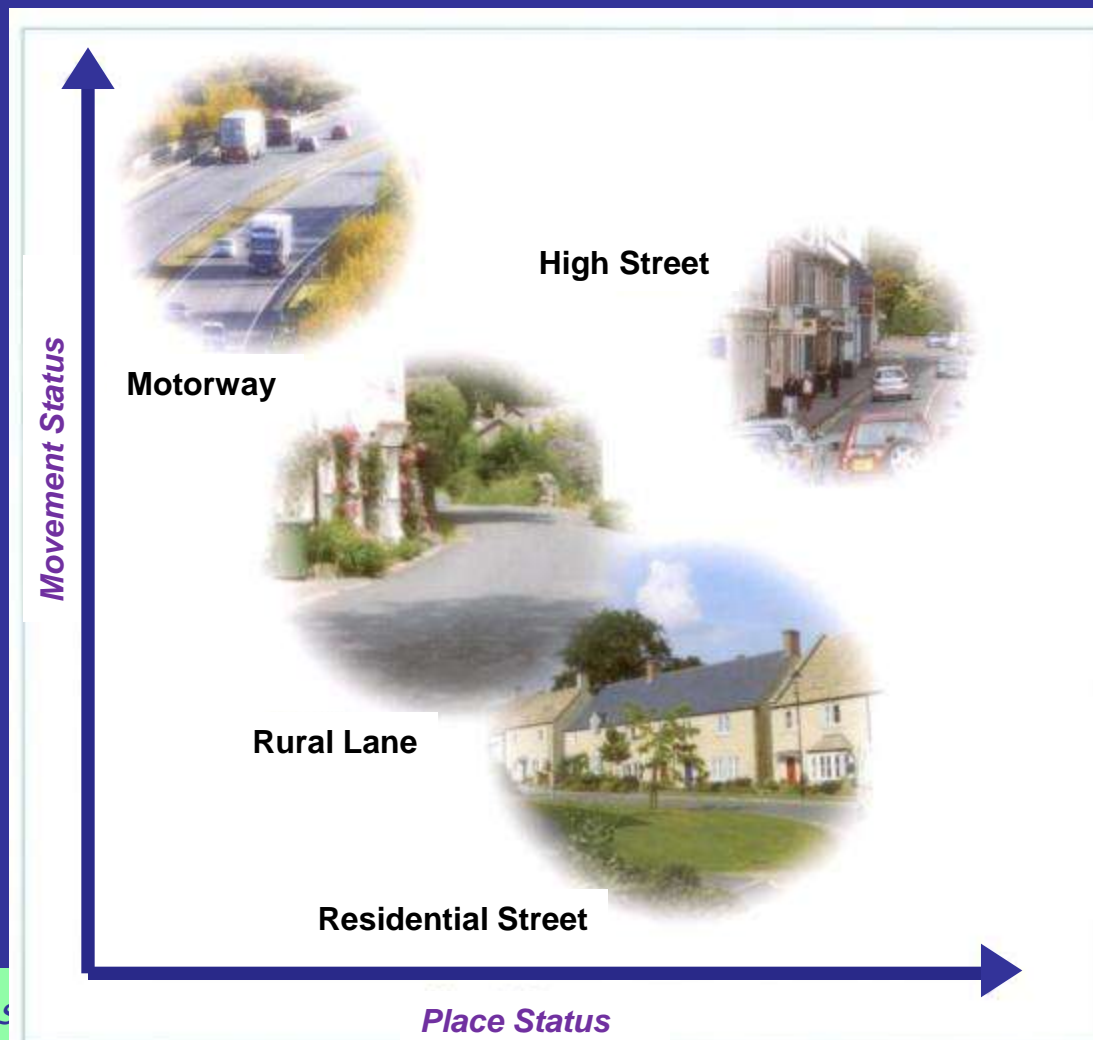 High Street
Motorway
Movement Status
Rural Lane
Residential Street
Place Status